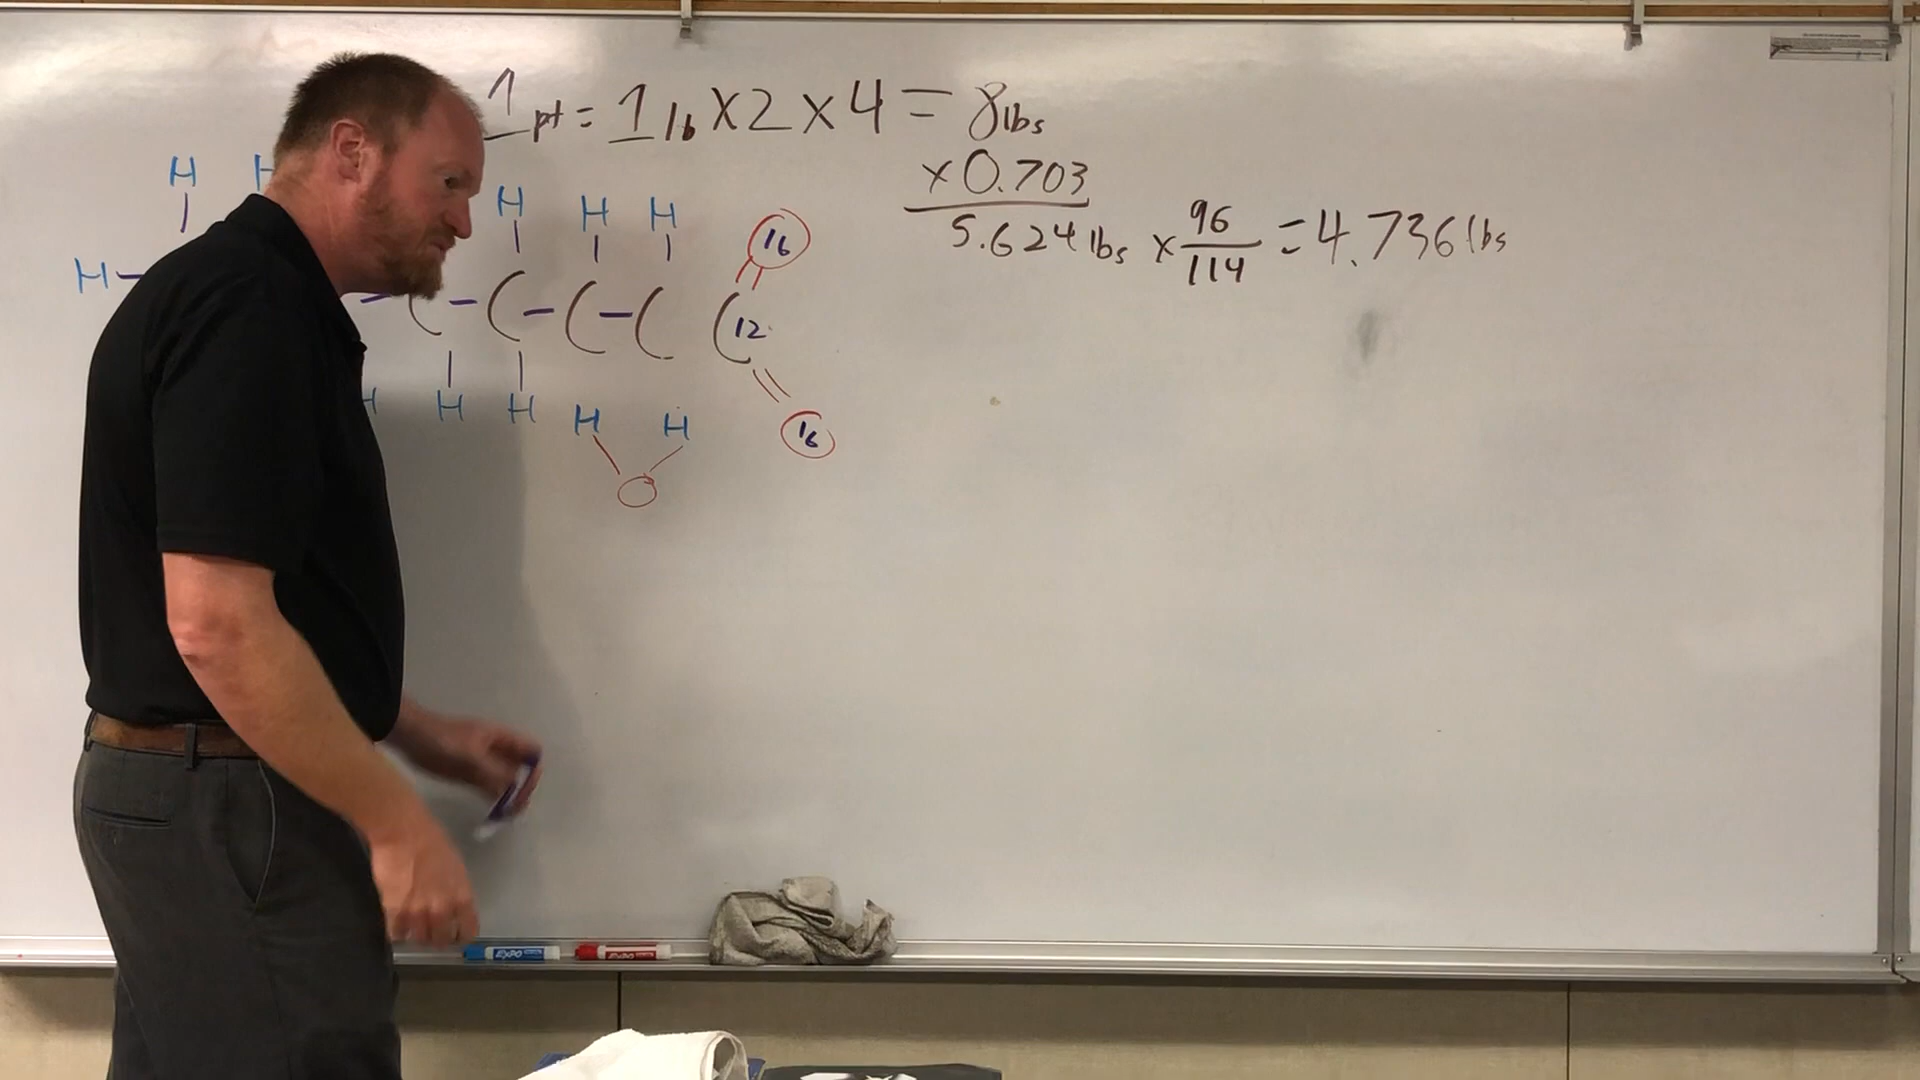 1 pt = 1 lb X 2 X 4 = 8 lbs
x 0.703
5.624 lbs x 96/114 = 4.736 lbs
H H H H H 16
H C - C - C - C C 12
H H H H H 16
O
EXPO EXPO